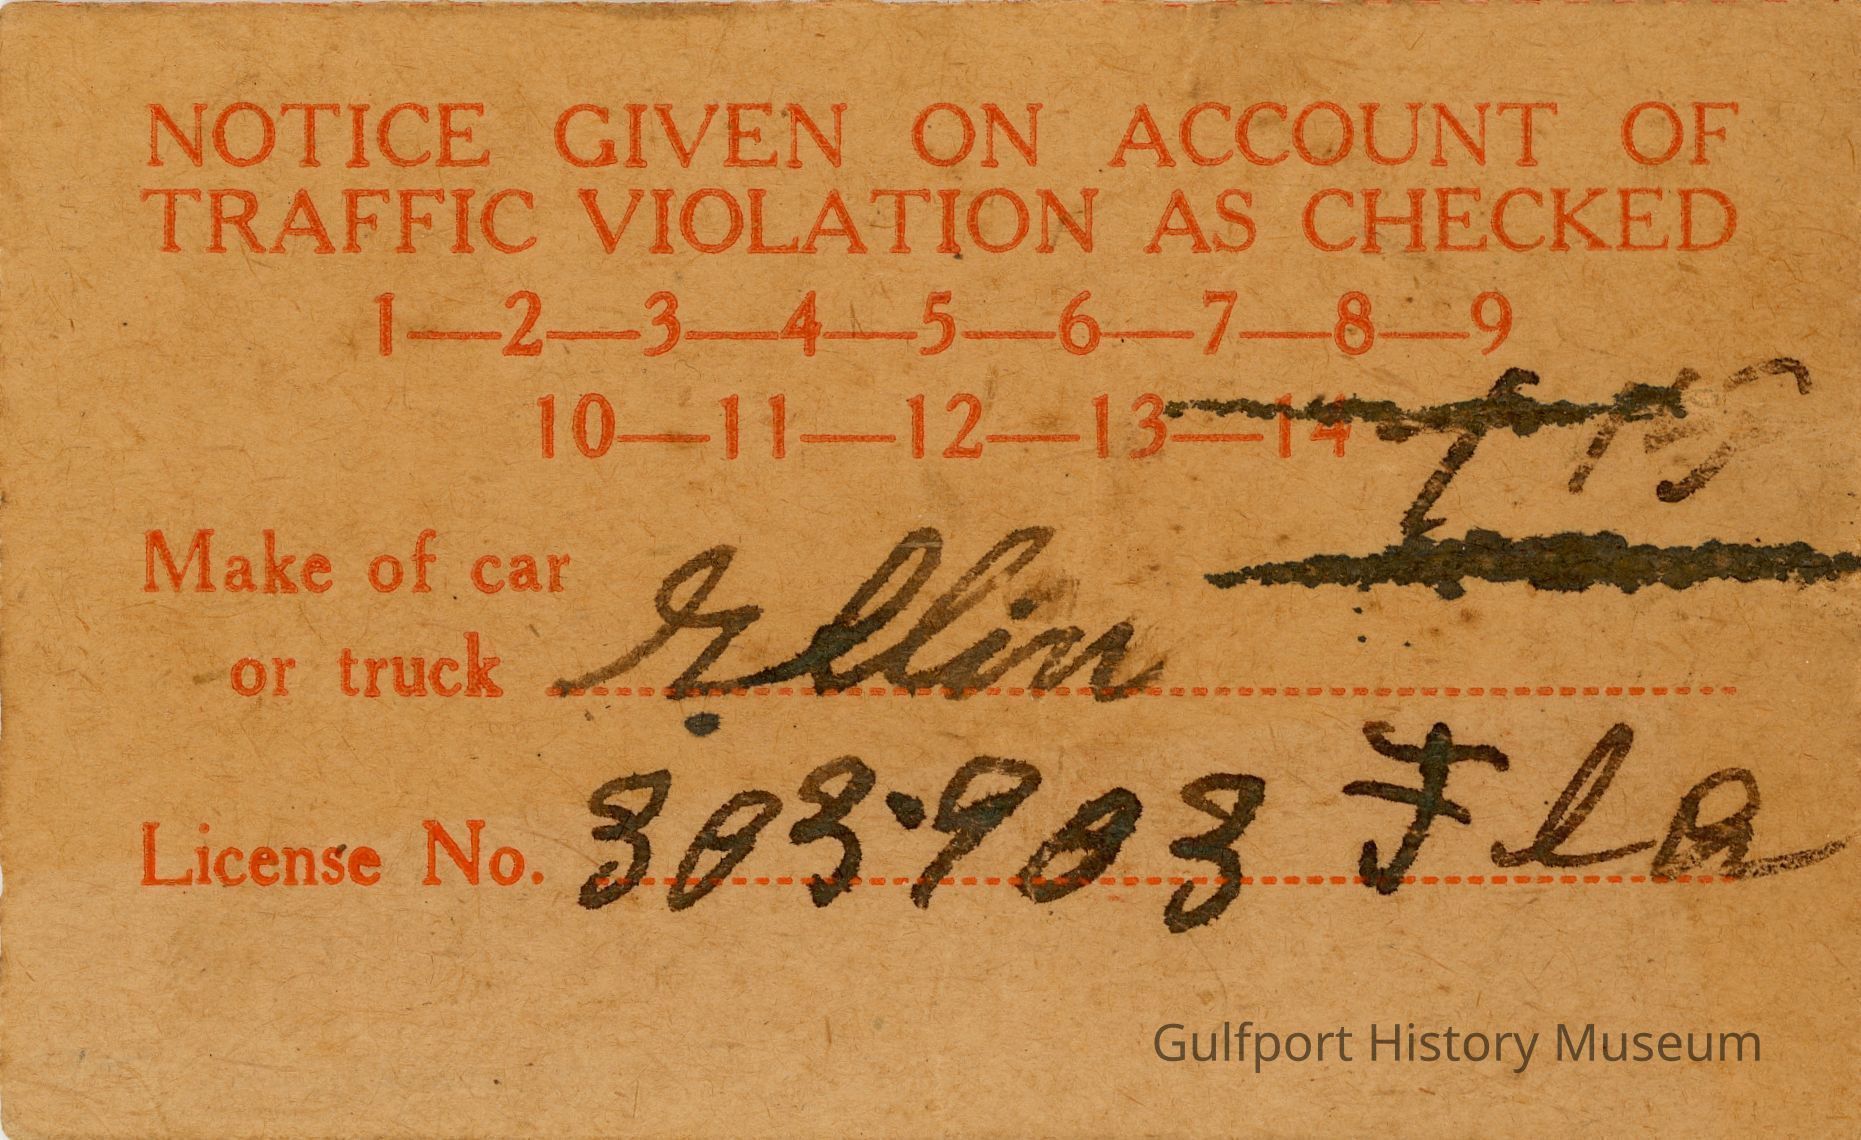 NOTICE GIVEN ON ACCOUNT OF
TRAFFIC VIOLATION AS CHECKED
1—2—3—4—5—6—7—8—9
10—11—12—13—14
Make of car
or truck Ellin
License No. 303·903 Fla
Gulfport History Museum